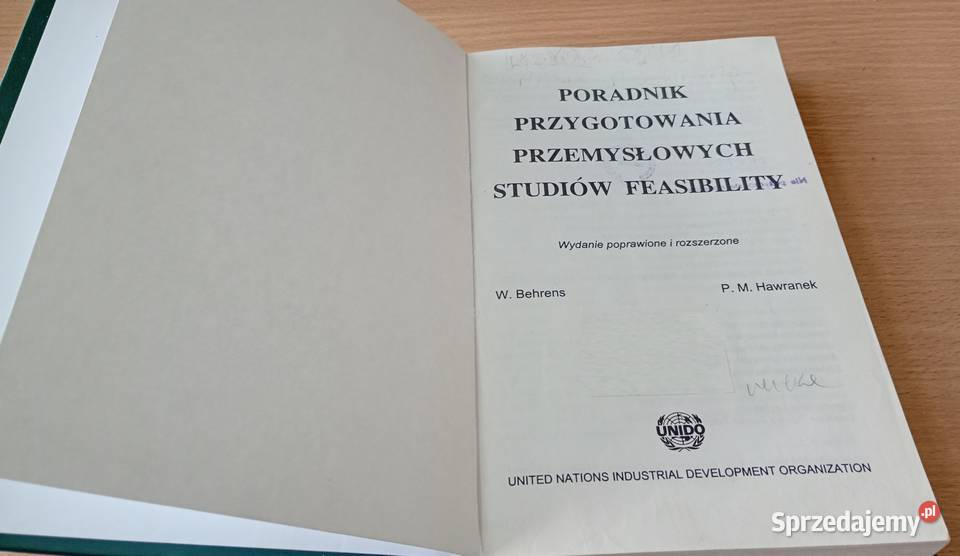 PORADNIK
PRZYGOTOWANIA
PRZEMYSŁOWYCH
STUDIÓW FEASIBILITY
Wydanie poprawione i rozszerzone
W. Behrens P. M. Hawranek
UNIDO
UNITED NATIONS INDUSTRIAL DEVELOPMENT ORGANIZATION
Sprzedajemy.pl